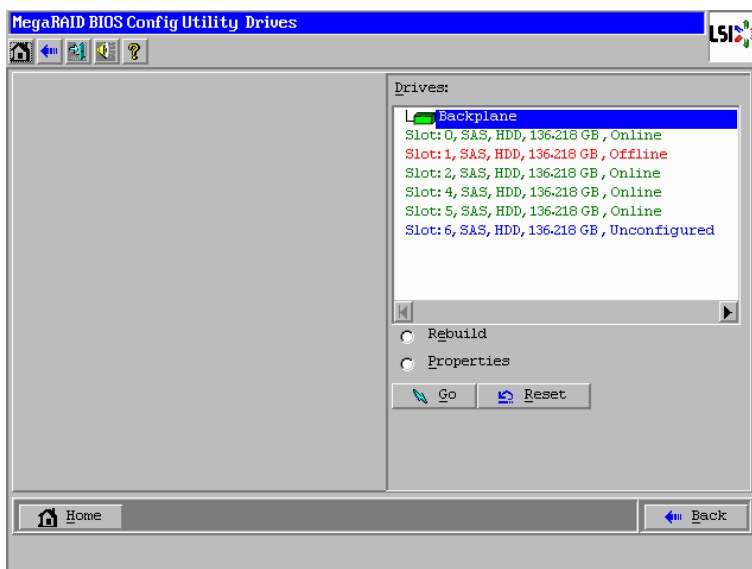 MegaRAID BIOS Config Utility Drives
LSI
Drives:
Backplane
Slot: 0, SAS, HDD, 136.218 GB , Online
Slot: 1, SAS, HDD, 136.218 GB , Offline
Slot: 2, SAS, HDD, 136.218 GB , Online
Slot: 4, SAS, HDD, 136.218 GB , Online
Slot: 5, SAS, HDD, 136.218 GB , Online
Slot: 6, SAS, HDD, 136.218 GB , Unconfigured
Rebuild
Properties
Go
Reset
Home
Back